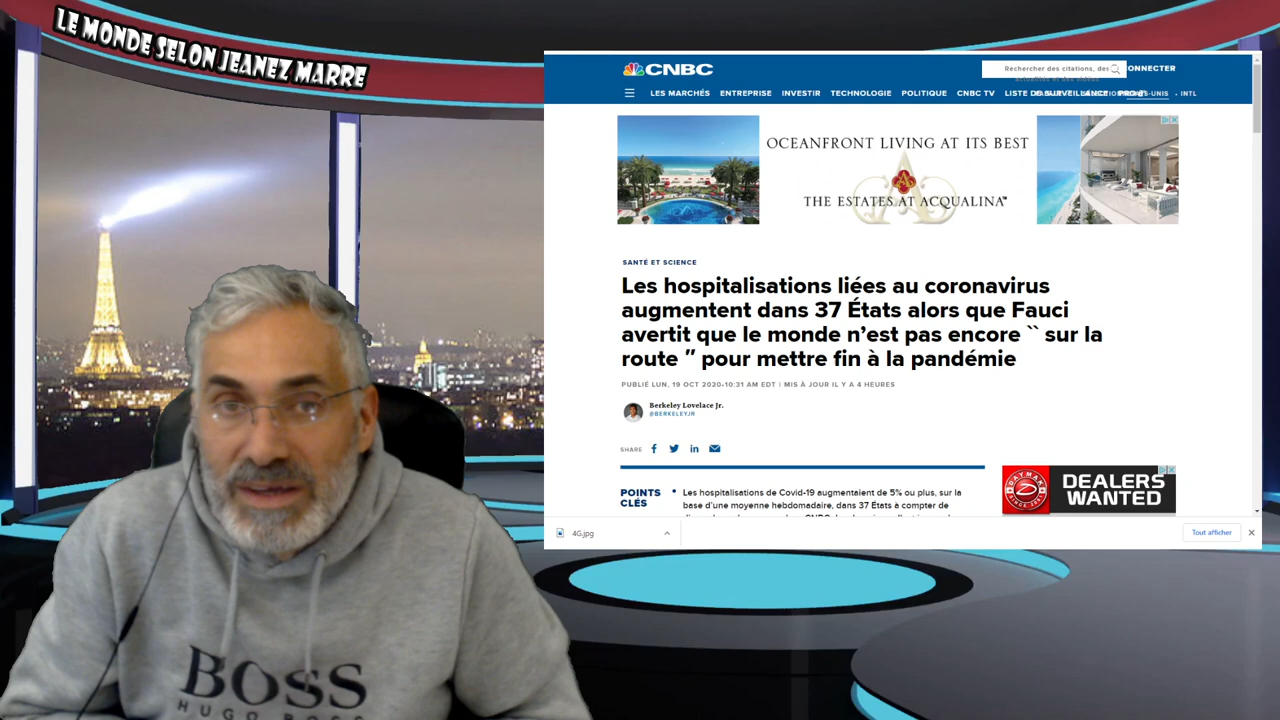 LE MONDE SELON JEANEZ MARRE
CNBC
Rechercher des citations, des
LES MARCHÉS ENTREPRISE INVESTIR TECHNOLOGIE POLITIQUE CNBC TV LISTE DE SURVEILLANCE
INTL
OCEANFRONT LIVING AT ITS BEST
THE ESTATES AT ACQUALINA™
SANTÉ ET SCIENCE
Les hospitalisations liées au coronavirus
augmentent dans 37 États alors que Fauci
avertit que le monde n’est pas encore `` sur la
route ″ pour mettre fin à la pandémie
PUBLIÉ LUN, 19 OCT 2020•10:31 AM EDT | MIS À JOUR IL Y A 4 HEURES
Berkeley Lovelace Jr.
@BERKELEYJR
SHARE
POINTS
CLÉS
• Les hospitalisations de Covid-19 augmentaient de 5% ou plus, sur la
base d’une moyenne hebdomadaire, dans 37 États à compter de
DAYMAK
DEALERS
WANTED
4G.jpg
Tout afficher
BOSS
HUGO BOSS